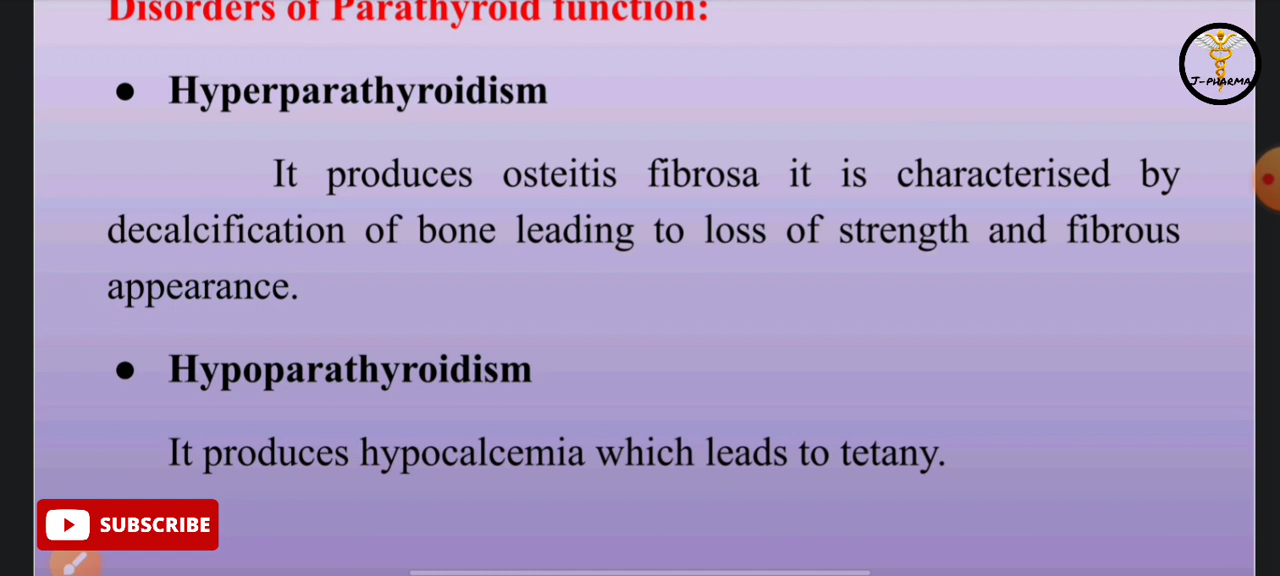 Disorders of Parathyroid function:
J-PHARMA
● Hyperparathyroidism
It produces osteitis fibrosa it is characterised by
decalcification of bone leading to loss of strength and fibrous
appearance.
● Hypoparathyroidism
It produces hypocalcemia which leads to tetany.
SUBSCRIBE